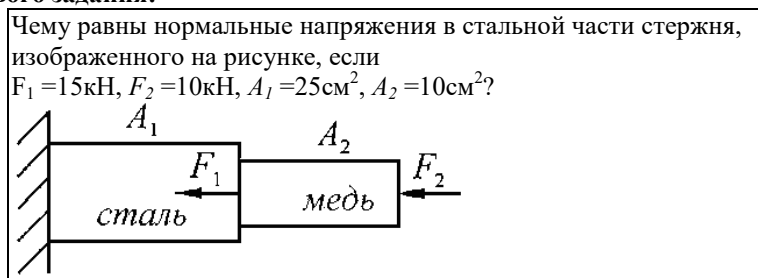 Чему равны нормальные напряжения в стальной части стержня,
изображенного на рисунке, если
F₁ =15кН, F₂ =10кН, A₁ =25см², A₂ =10см²?
A₁
A₂
F₁
F₂
сталь
медь